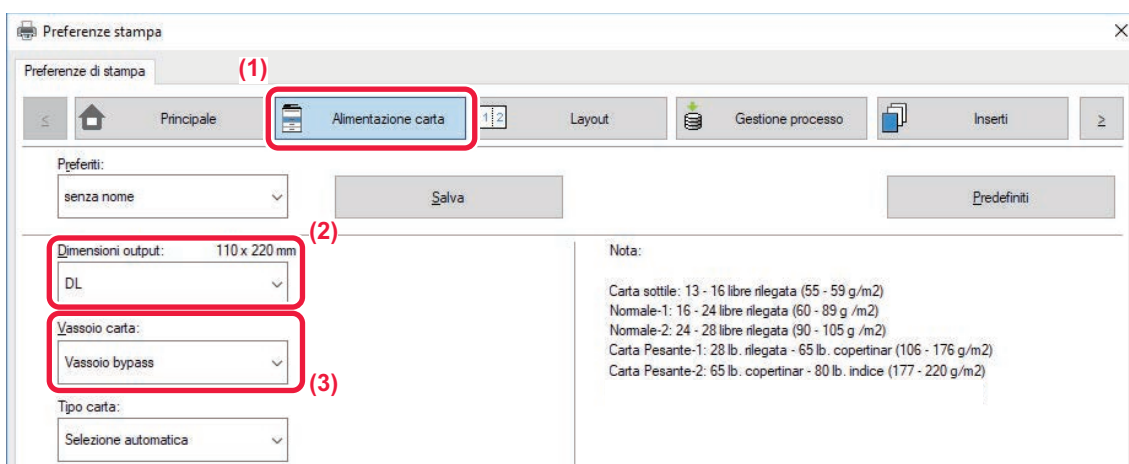 Preferenze stampa
Preferenze di stampa
(1)
<
Principale
Alimentazione carta
1 2
Layout
Gestione processo
Inserti
>
Preferiti:
senza nome
Salva
Predefiniti
(2)
Dimensioni output: 110 x 220 mm
DL
Vassoio carta:
Vassoio bypass
(3)
Tipo carta:
Selezione automatica
Nota:
Carta sottile: 13 - 16 libre rilegata (55 - 59 g/m2)
Normale-1: 16 - 24 libre rilegata (60 - 89 g /m2)
Normale-2: 24 - 28 libre rilegata (90 - 105 g /m2)
Carta Pesante-1: 28 lb. rilegata - 65 lb. copertinar (106 - 176 g/m2)
Carta Pesante-2: 65 lb. copertinar - 80 lb. indice (177 - 220 g/m2)